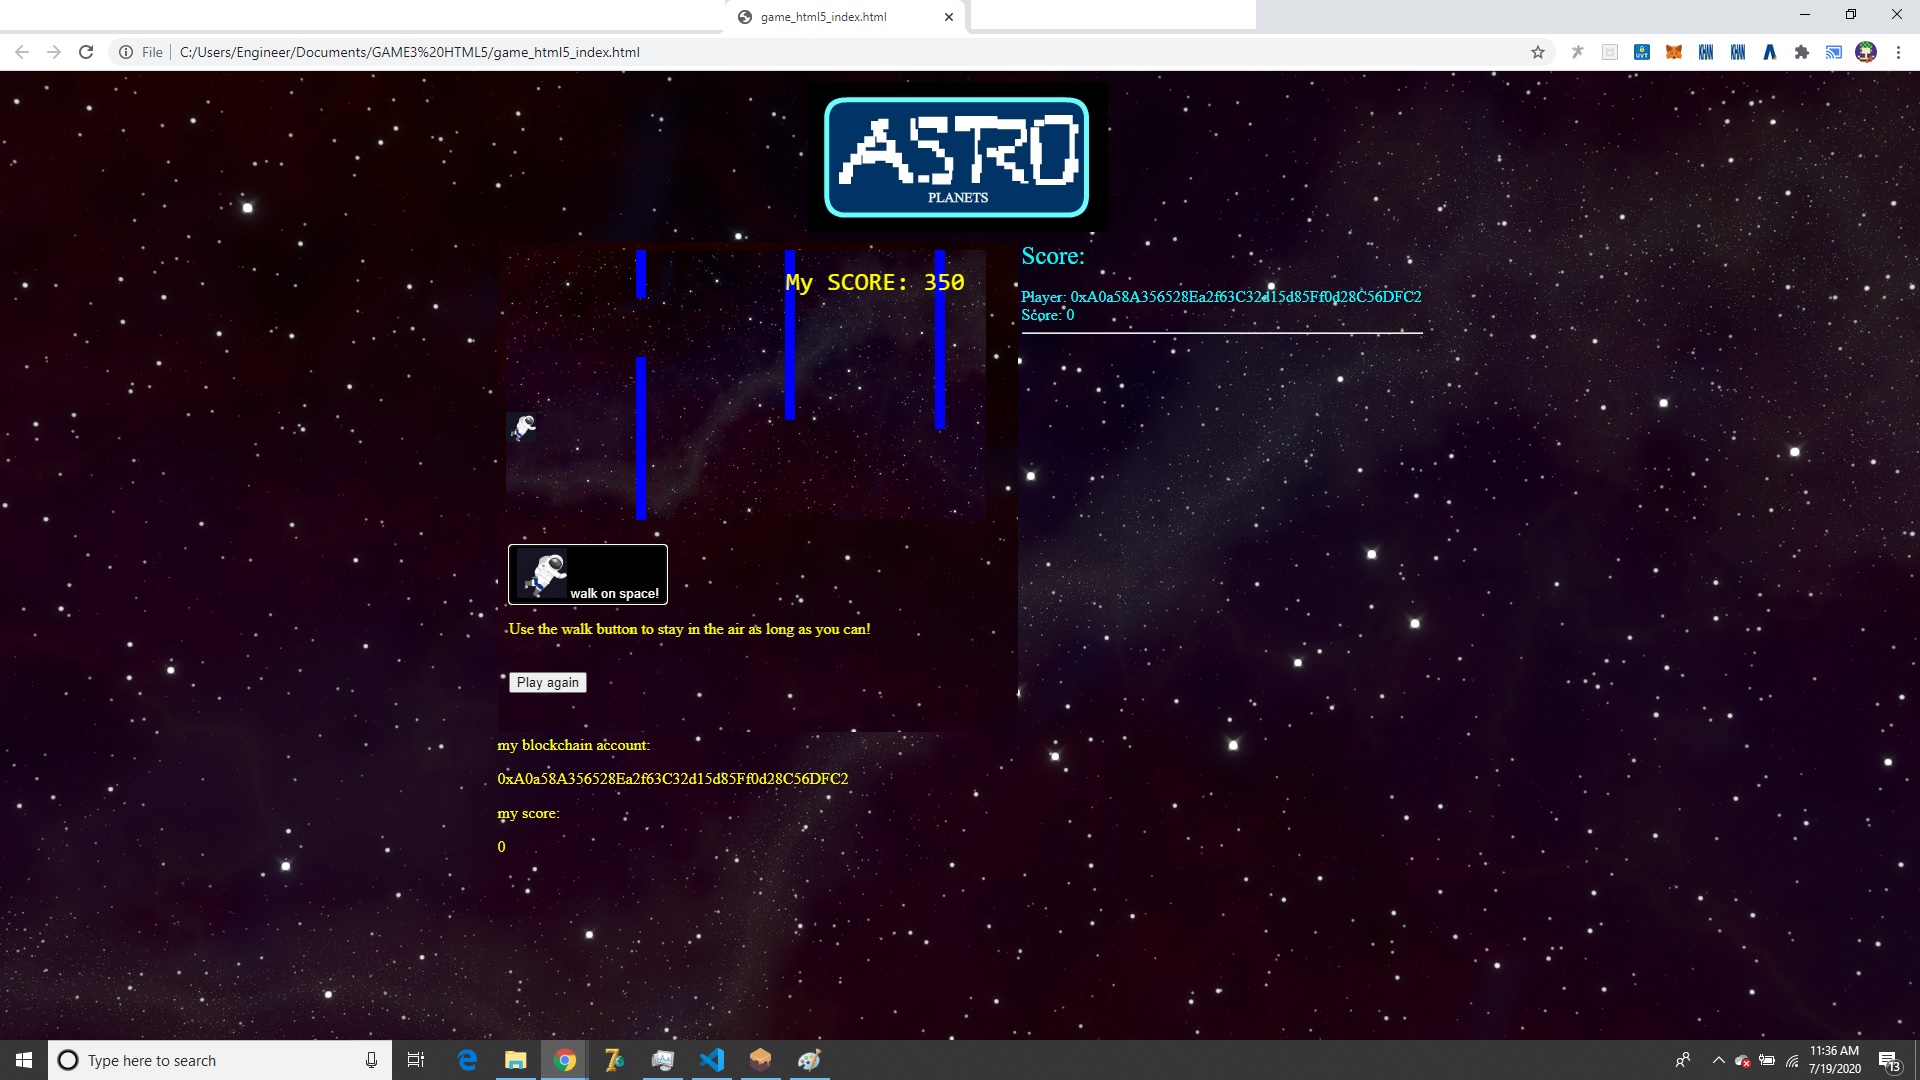 game_html5_index.html
File
C:/Users/Engineer/Documents/GAME3%20HTML5/game_html5_index.html
UVT
ASTRO
PLANETS
My SCORE: 350
Score:
Player: 0xA0a58A356528Ea2f63C32d15d85Ff0d28C56DFC2
Score: 0
walk on space!
Use the walk button to stay in the air as long as you can!
Play again
my blockchain account:
0xA0a58A356528Ea2f63C32d15d85Ff0d28C56DFC2
my score:
0
Type here to search
11:36 AM
7/19/2020
13